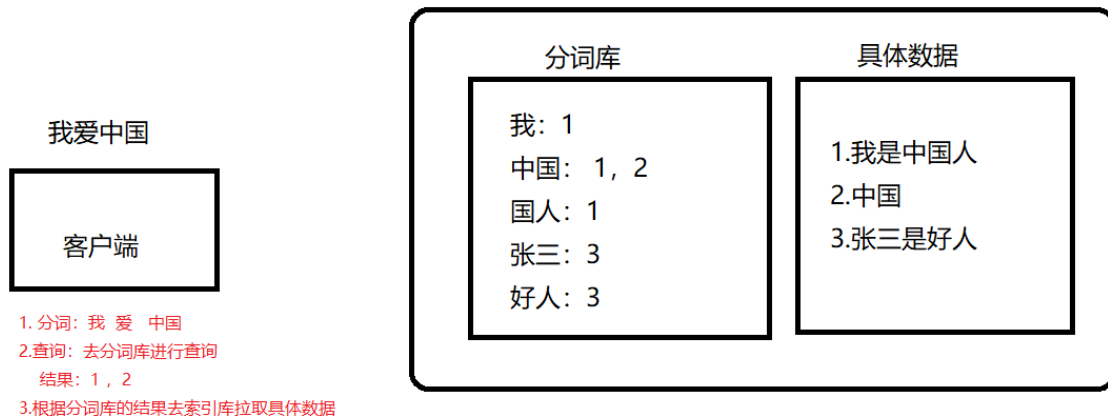 我爱中国
客户端
1. 分词：我 爱 中国
2.查询：去分词库进行查询
结果：1，2
3.根据分词库的结果去索引库拉取具体数据
分词库
我：1
中国： 1，2
国人：1
张三：3
好人：3
具体数据
1.我是中国人
2.中国
3.张三是好人